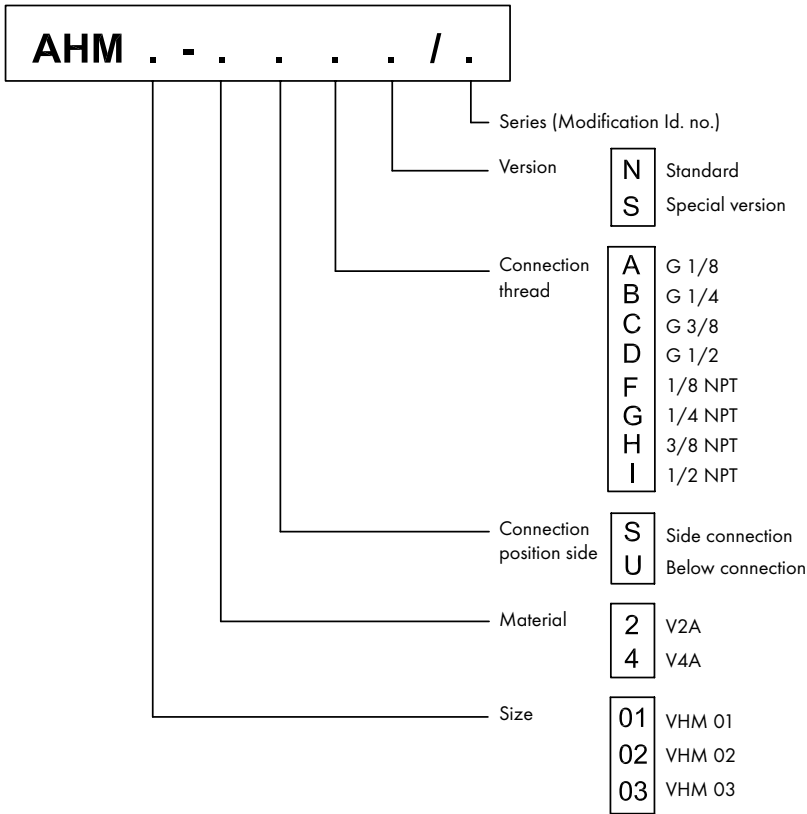 AHM . - . . . . / .
Series (Modification Id. no.)
Version
N Standard
S Special version
Connection
thread
A G 1/8
B G 1/4
C G 3/8
D G 1/2
F 1/8 NPT
G 1/4 NPT
H 3/8 NPT
I 1/2 NPT
Connection
position side
S Side connection
U Below connection
Material
2 V2A
4 V4A
Size
01 VHM 01
02 VHM 02
03 VHM 03